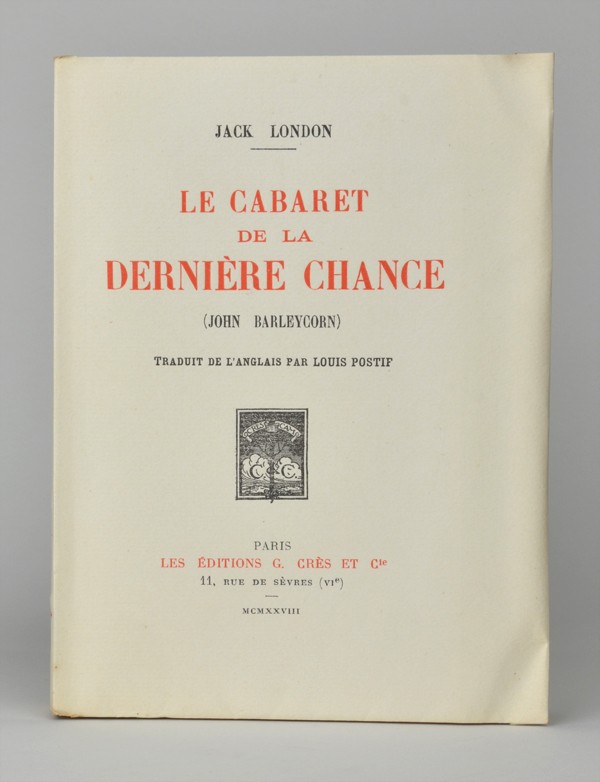 JACK LONDON
LE CABARET
DE LA
DERNIÈRE CHANCE
(JOHN BARLEYCORN)
TRADUIT DE L'ANGLAIS PAR LOUIS POSTIF
C & C
PARIS
LES ÉDITIONS G. CRÈS ET Cie
11, RUE DE SÈVRES (VIe)
MCMXXVIII